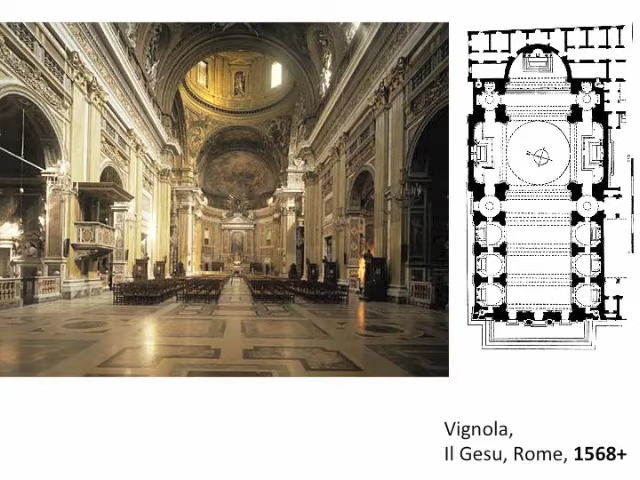 Vignola,
Il Gesu, Rome, 1568+